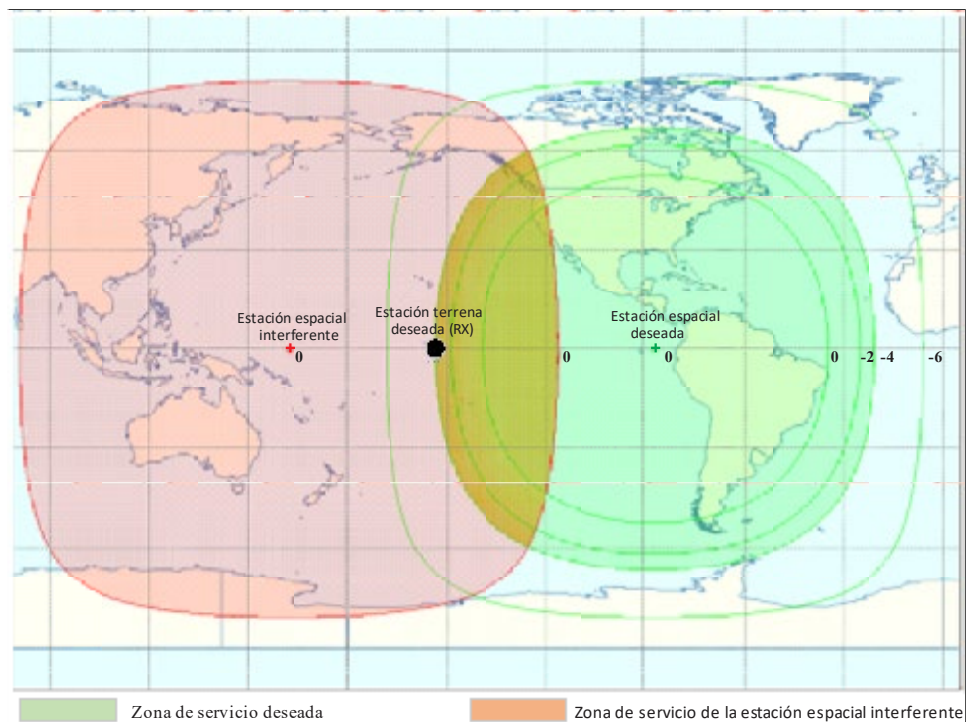 Estación espacial
interferente
0
Estación terrena
deseada (RX)
0
Estación espacial
deseada
0
0 -2 -4 -6
Zona de servicio deseada
Zona de servicio de la estación espacial interferente